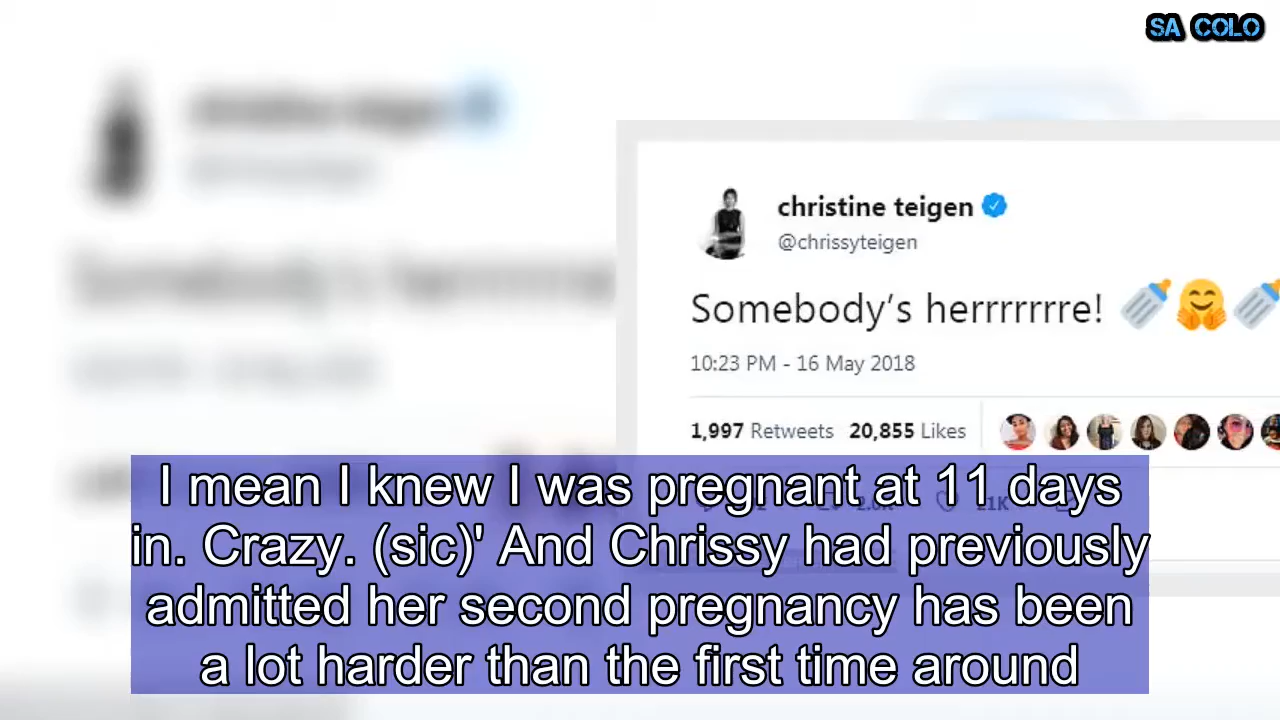 SA COLO
christine teigen
@chrissyteigen
Somebody's herrrrrrre!
10:23 PM - 16 May 2018
1,997 Retweets 20,855 Likes
I mean I knew I was pregnant at 11 days
in. Crazy. (sic)' And Chrissy had previously
admitted her second pregnancy has been
a lot harder than the first time around